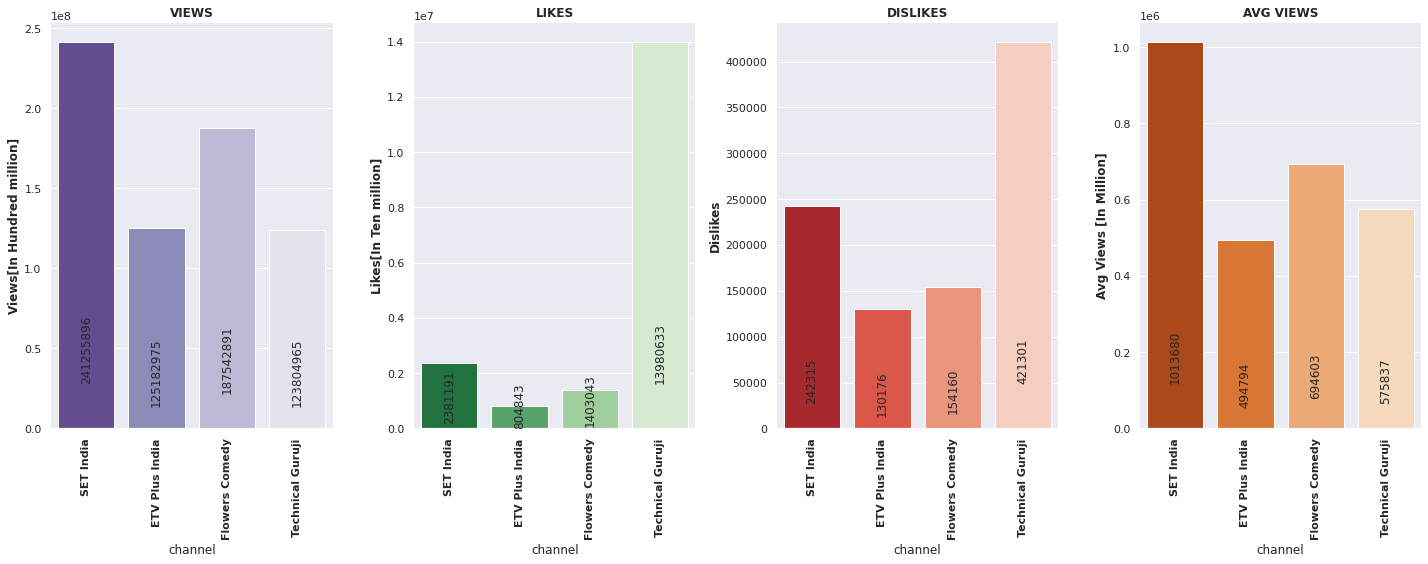 VIEWS
1e8
2.5
2.0
1.5
1.0
0.5
0.0
Views[In Hundred million]
241255896
125182975
187542891
123804965
SET India
ETV Plus India
Flowers Comedy
Technical Guruji
channel
LIKES
1e7
1.4
1.2
1.0
0.8
0.6
0.4
0.2
0.0
Likes[In Ten million]
2381191
804843
1403043
13980633
SET India
ETV Plus India
Flowers Comedy
Technical Guruji
channel
DISLIKES
400000
350000
300000
250000
200000
150000
100000
50000
0
Dislikes
242315
130176
154160
421301
SET India
ETV Plus India
Flowers Comedy
Technical Guruji
channel
AVG VIEWS
1e6
1.0
0.8
0.6
0.4
0.2
0.0
Avg Views [In Million]
1013680
494794
694603
575837
SET India
ETV Plus India
Flowers Comedy
Technical Guruji
channel